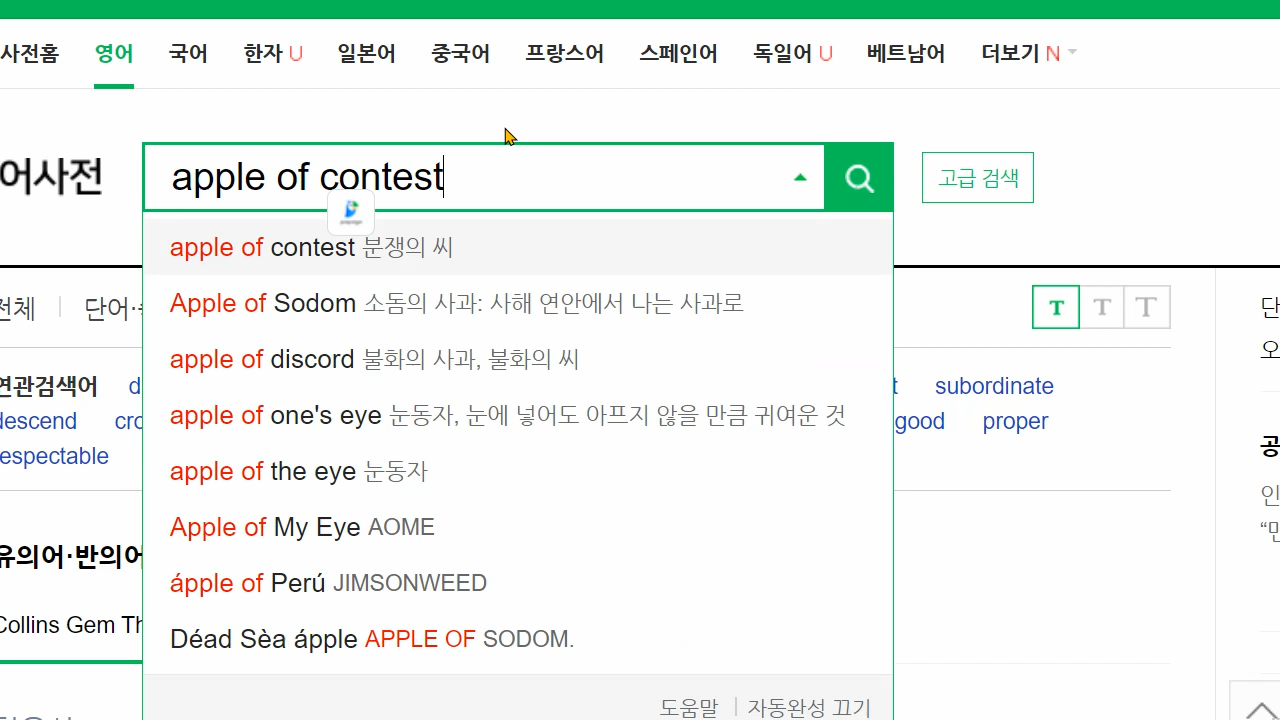 사전홈 영어 국어 한자 U 일본어 중국어 프랑스어 스페인어 독일어 U 베트남어 더보기 N
어사전 apple of contest 고급 검색
apple of contest 분쟁의 씨
Apple of Sodom 소돔의 사과: 사해 연안에서 나는 사과로
전체 단어· T T T 단
apple of discord 불화의 사과, 불화의 씨
오
연관검색어 d t subordinate
apple of one's eye 눈동자, 눈에 넣어도 아프지 않을 만큼 귀여운 것
descend cro good proper
공
espectable
apple of the eye 눈동자
인
Apple of My Eye AOME
유의어·반의어
ápple of Perú JIMSONWEED
Collins Gem Th
Déad Sèa ápple APPLE OF SODOM.
도움말 자동완성 끄기